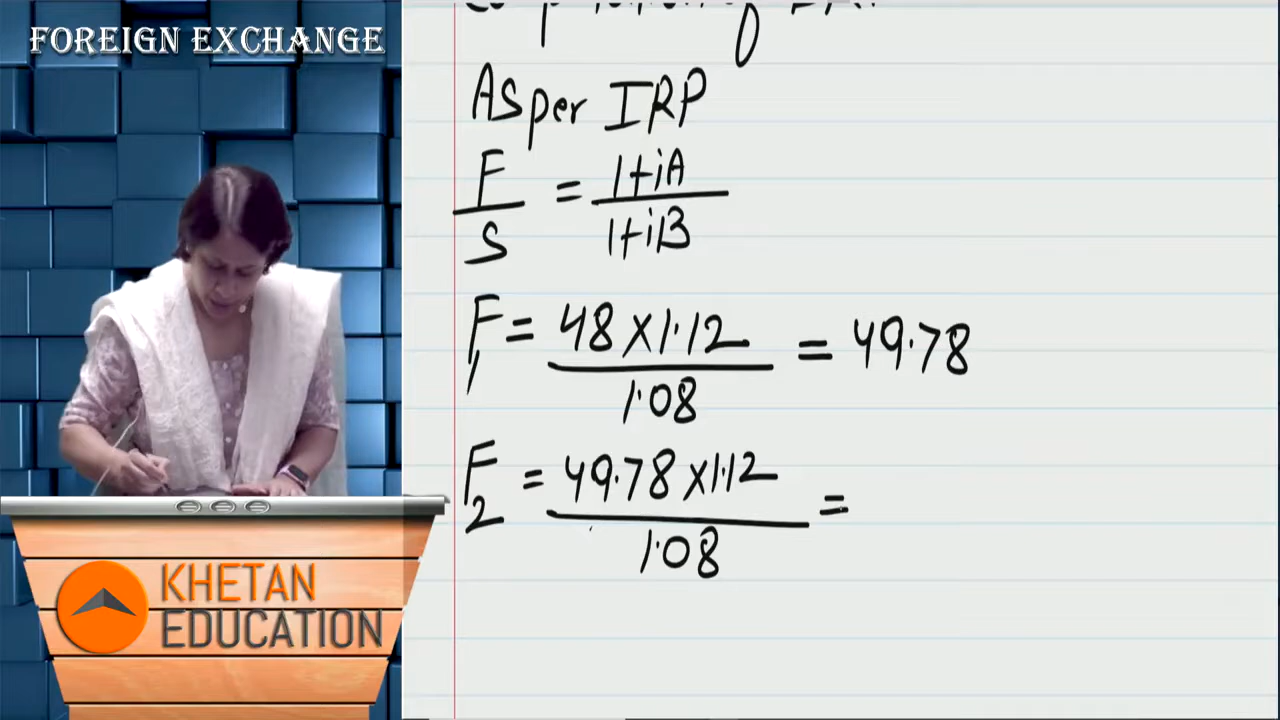 FOREIGN EXCHANGE
As per IRP
F/S = 1+iA/1+iB
F1 = 48 × 1.12/1.08 = 49.78
F2 = 49.78 × 1.12/1.08 =
KHETAN
EDUCATION